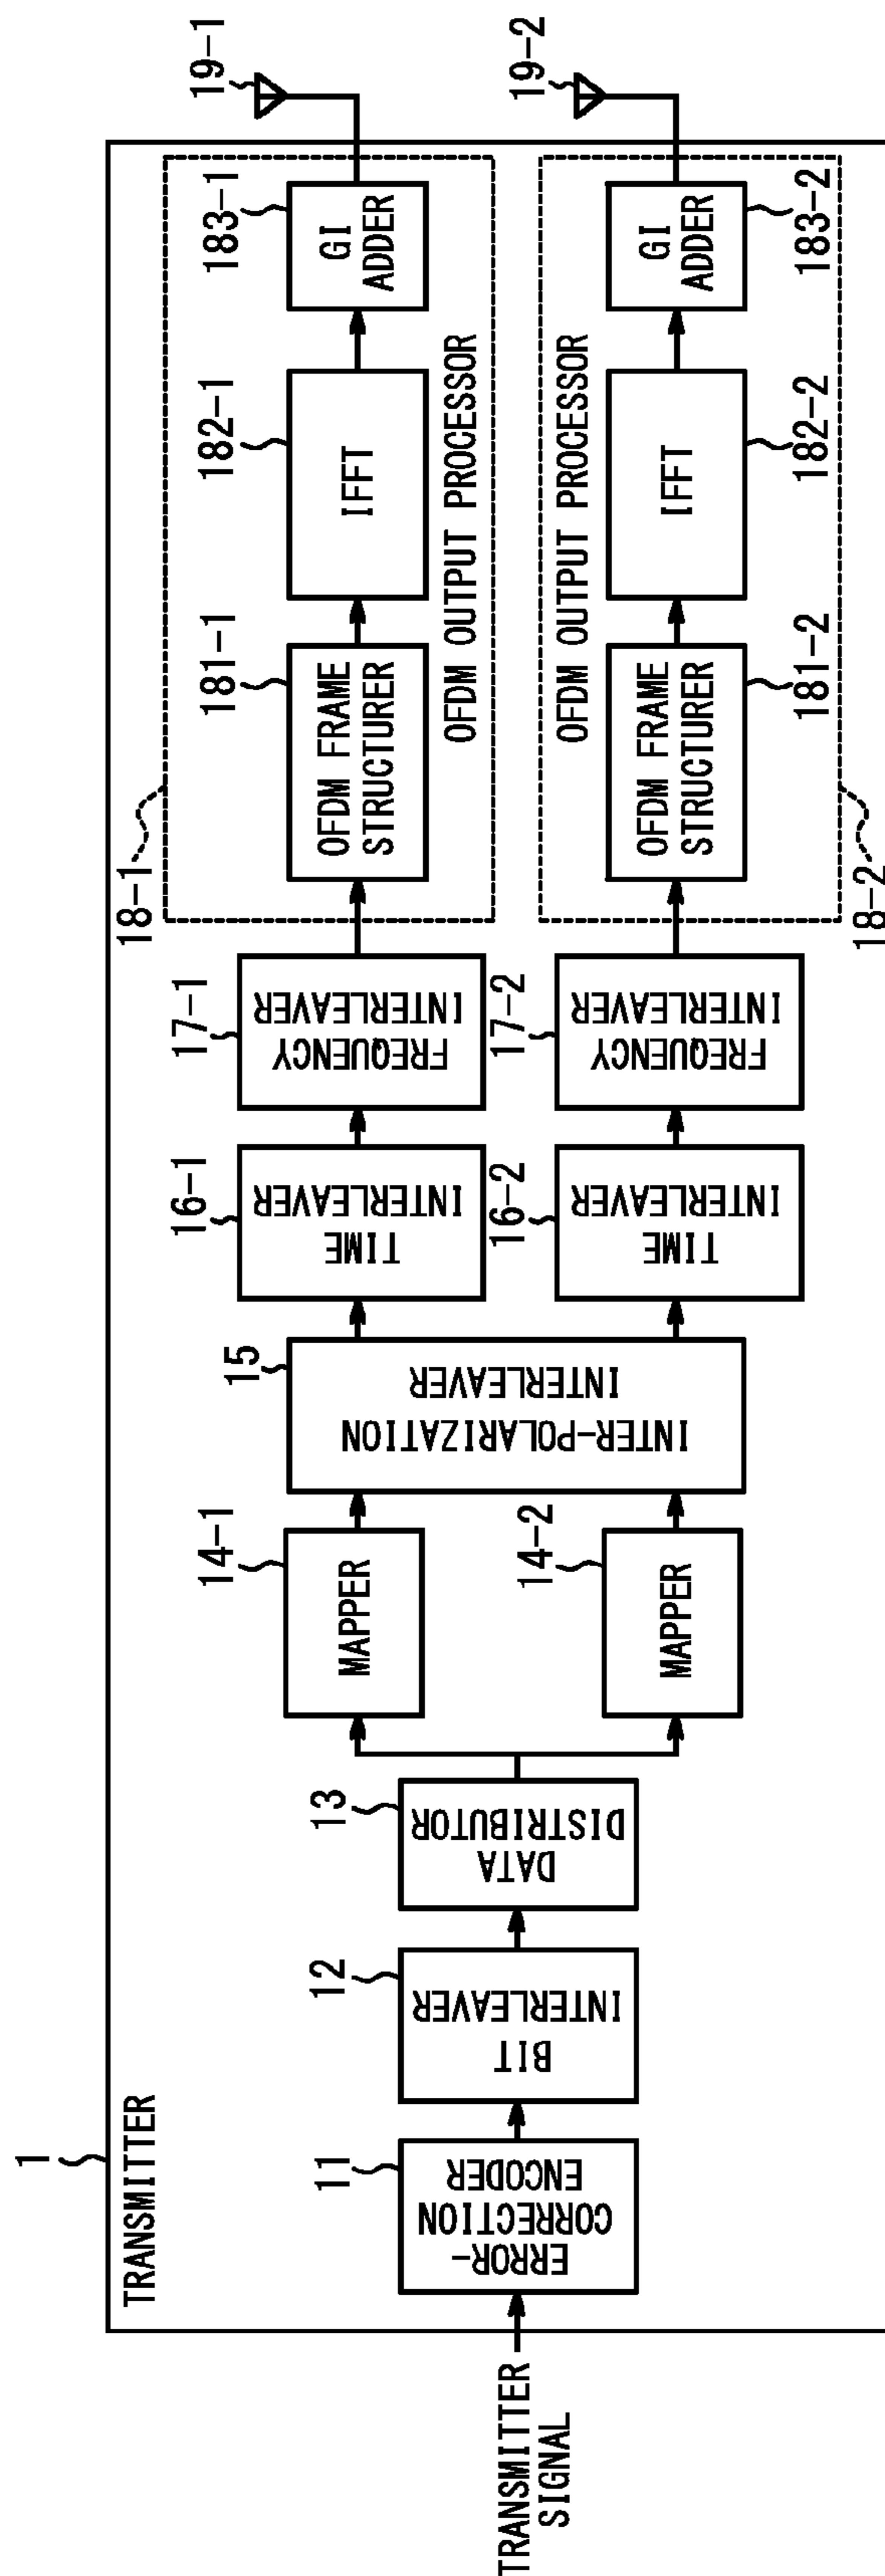 1
TRANSMITTER
TRANSMITTER
SIGNAL
11
ERROR-
CORRECTION
ENCODER
12
BIT
INTERLEAVER
13
DATA
DISTRIBUTOR
14-1
MAPPER
14-2
MAPPER
15
INTER-POLARIZATION
INTERLEAVER
16-1
TIME
INTERLEAVER
16-2
TIME
INTERLEAVER
17-1
FREQUENCY
INTERLEAVER
17-2
FREQUENCY
INTERLEAVER
18-1
181-1
OFDM FRAME
STRUCTURER
182-1
IFFT
183-1
GI
ADDER
OFDM OUTPUT PROCESSOR
19-1
OFDM OUTPUT PROCESSOR
OFDM FRAME
STRUCTURER
181-2
IFFT
182-2
GI
ADDER
183-2
18-2
19-2